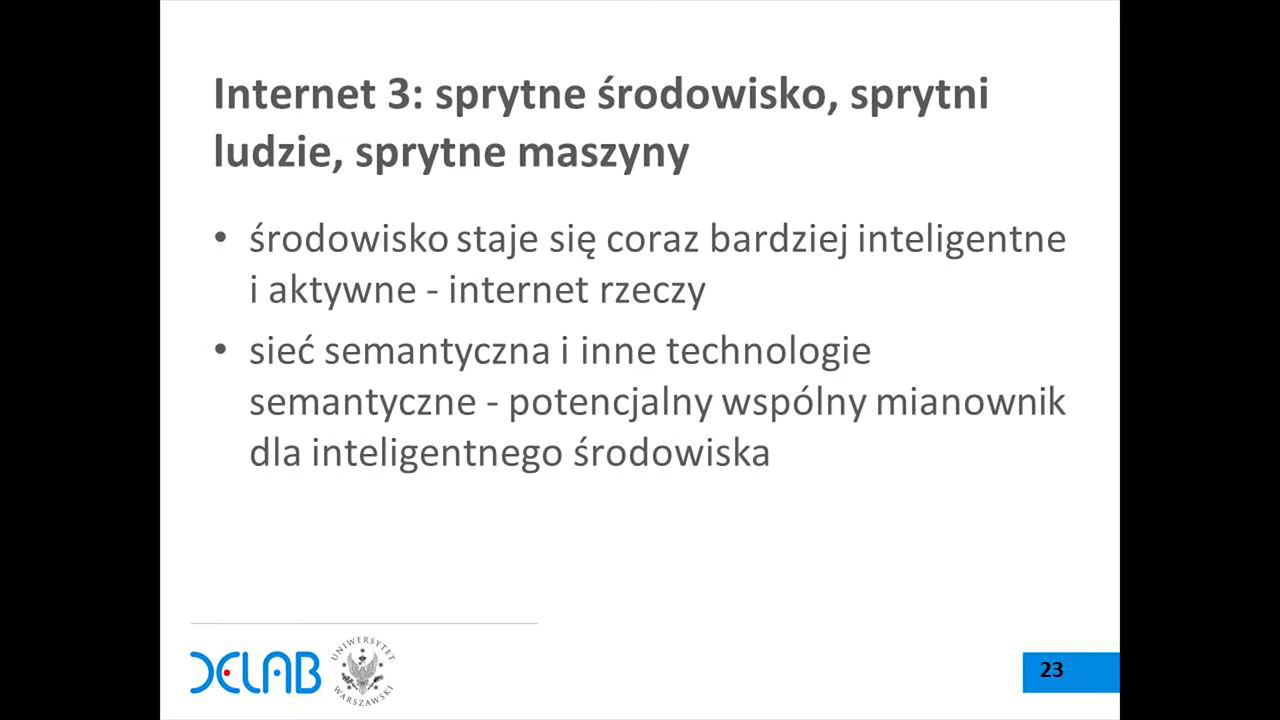 Internet 3: sprytne środowisko, sprytni
ludzie, sprytne maszyny
• środowisko staje się coraz bardziej inteligentne
i aktywne - internet rzeczy
• sieć semantyczna i inne technologie
semantyczne - potencjalny wspólny mianownik
dla inteligentnego środowiska
DELAB
UNIWERSYTET
WARSZAWSKI
23